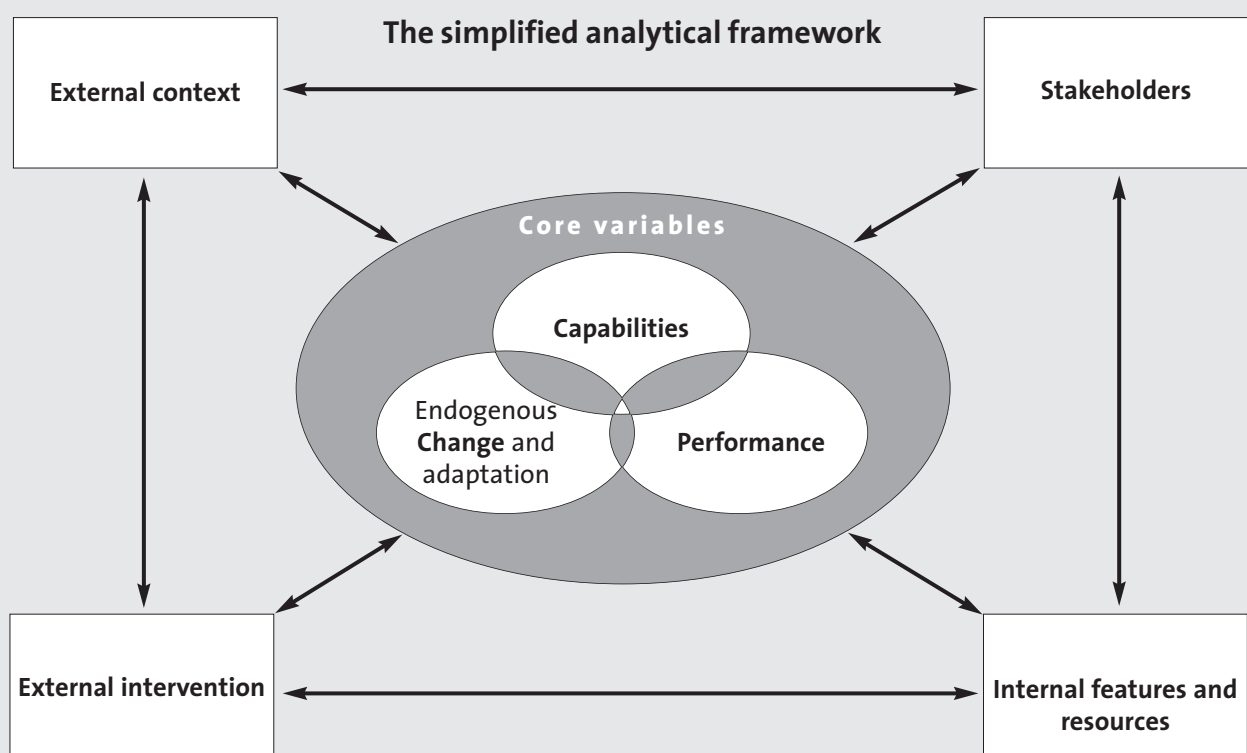 The simplified analytical framework
External context
Stakeholders
Core variables
Capabilities
Endogenous
Change and
adaptation
Performance
External intervention
Internal features and
resources